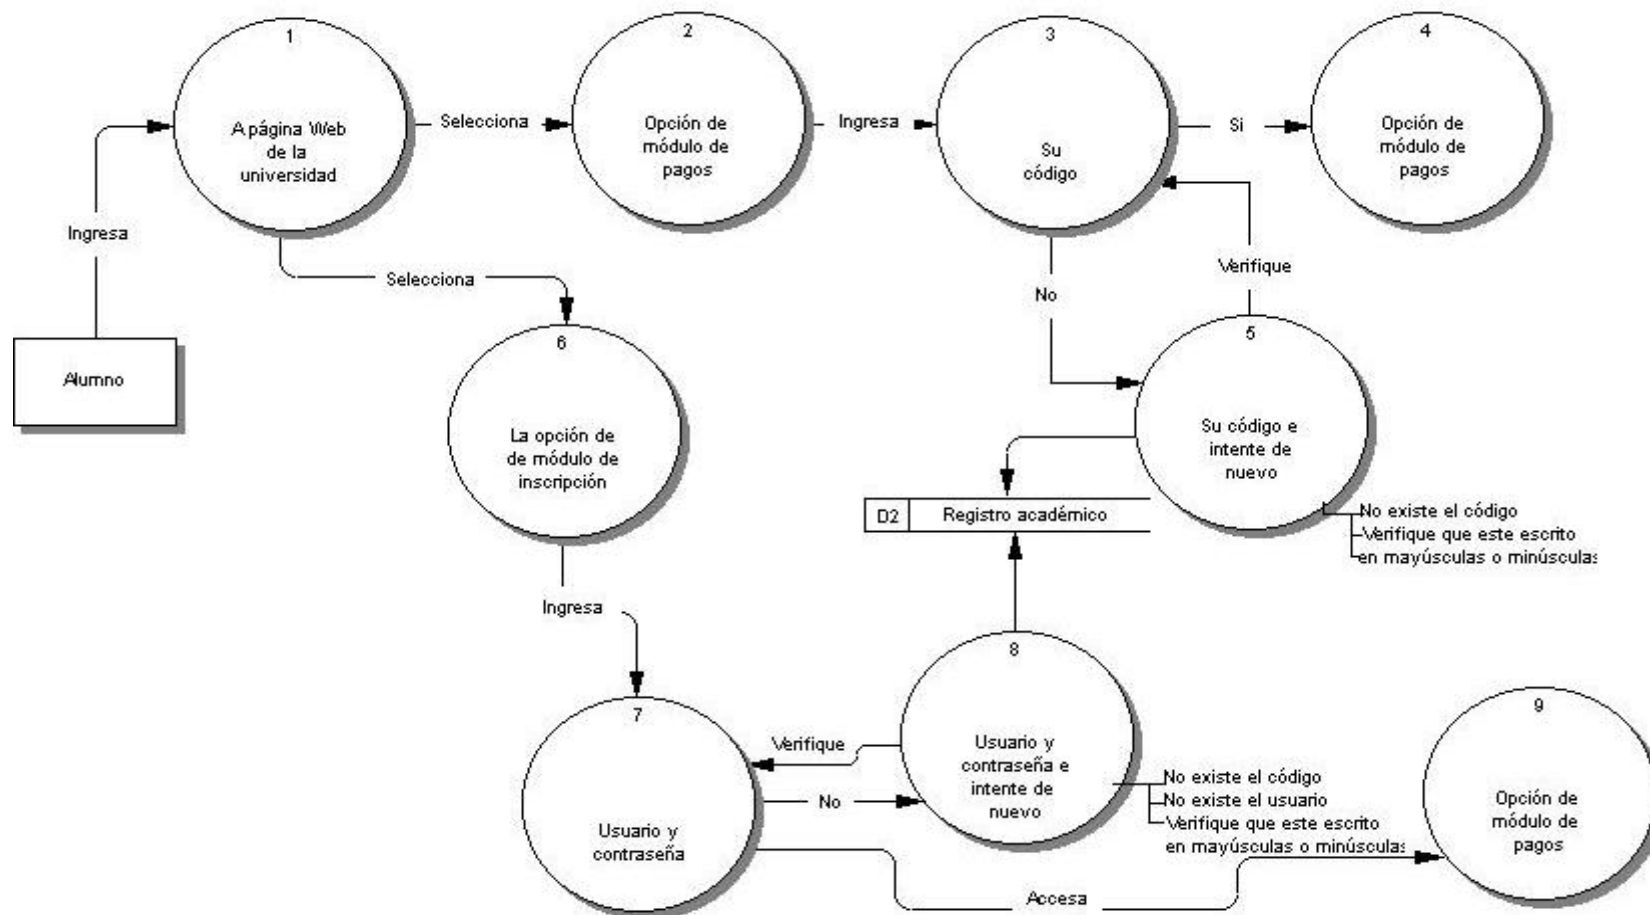 1
A página Web
de la
universidad
Selecciona
2
Opción de
módulo de
pagos
Ingresa
3
Su
código
Si
4
Opción de
módulo de
pagos
Ingresa
Alumno
Selecciona
No
Verifique
5
Su código e
intente de
nuevo
No existe el código
Verifique que este escrito
en mayúsculas o minúsculas
6
La opción de
de módulo de
inscripción
D2
Registro académico
Ingresa
7
Usuario y
contraseña
Verifique
No
8
Usuario y
contraseña e
intente de
nuevo
No existe el código
No existe el usuario
Verifique que este escrito
en mayúsculas o minúsculas
Accesa
9
Opción de
módulo de
pagos